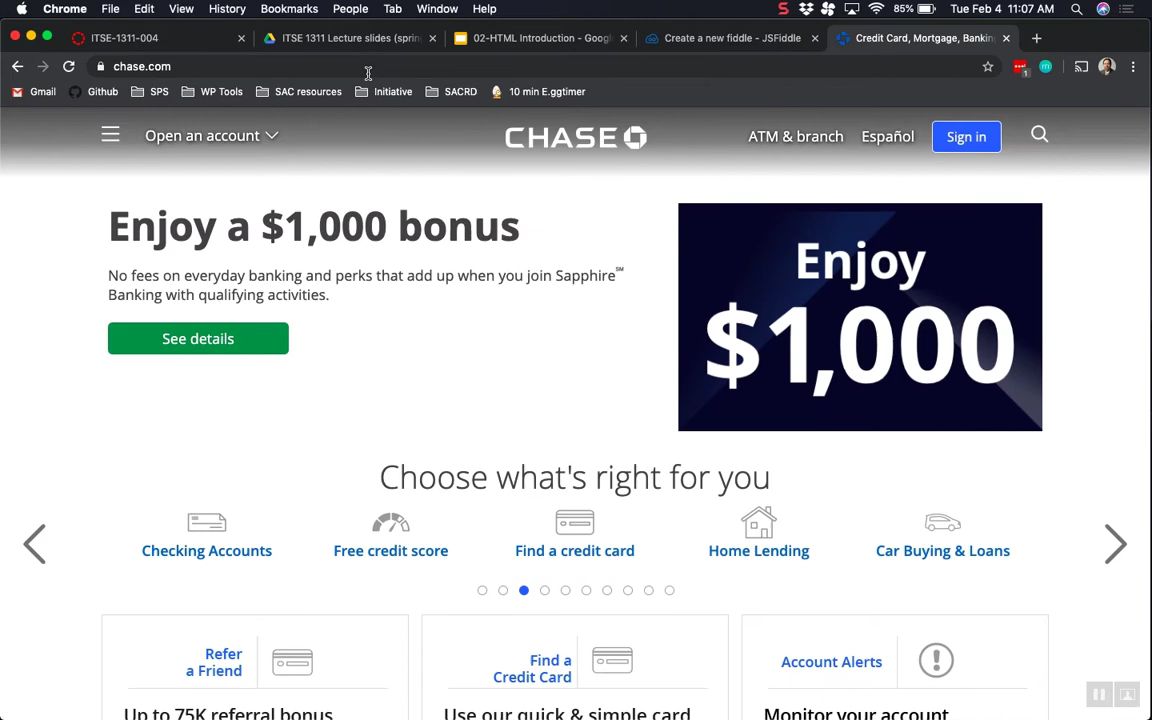 Chrome File Edit View History Bookmarks People Tab Window Help 85% Tue Feb 4 11:07 AM
ITSE-1311-004 ITSE 1311 Lecture slides (sprin 02-HTML Introduction - Googl Create a new fiddle - JSFiddle Credit Card, Mortgage, Bankin
chase.com
Gmail Github SPS WP Tools SAC resources Initiative SACRD 10 min E.ggtimer
Open an account CHASE ATM & branch Español Sign in
Enjoy a $1,000 bonus
No fees on everyday banking and perks that add up when you join Sapphire℠
Banking with qualifying activities.
See details
Enjoy
$1,000
Choose what's right for you
Checking Accounts Free credit score Find a credit card Home Lending Car Buying & Loans
Refer
a Friend
Find a
Credit Card
Account Alerts
Up to 75K referral bonus Use our quick & simple card Monitor your account